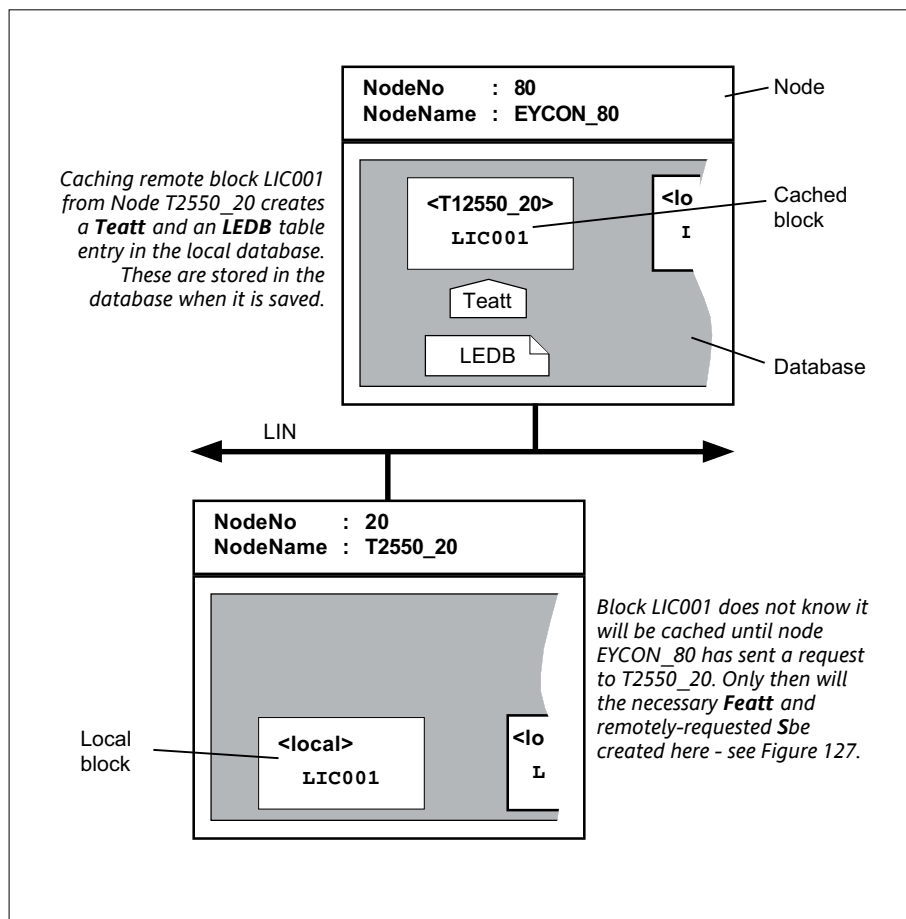 NodeNo : 80
NodeName : EYCON_80
Node
Caching remote block LIC001
from Node T2550_20 creates
a Teatt and an LEDB table
entry in the local database.
These are stored in the
database when it is saved.
<T12550_20>
LIC001
<lo
I
Cached
block
Teatt
LEDB
Database
LIN
NodeNo : 20
NodeName : T2550_20
Block LIC001 does not know it
will be cached until node
EYCON_80 has sent a request
to T2550_20. Only then will
the necessary Featt and
remotely-requested Sbe
created here - see Figure 127.
Local
block
<local>
LIC001
<lo
L